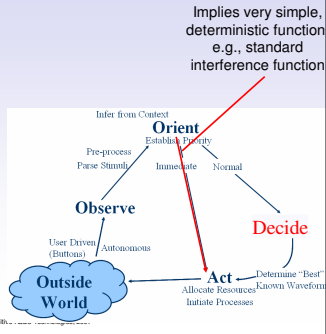 Implies very simple,
deterministic function
e.g., standard
interference function
Infer from Context
Orient
Establish Priority
Pre-process
Parse Stimuli
Immediate
Normal
Observe
Decide
User Driven
(Buttons)
Autonomous
Outside
World
Act
Allocate Resources
Initiate Processes
Determine “Best”
Known Waveform